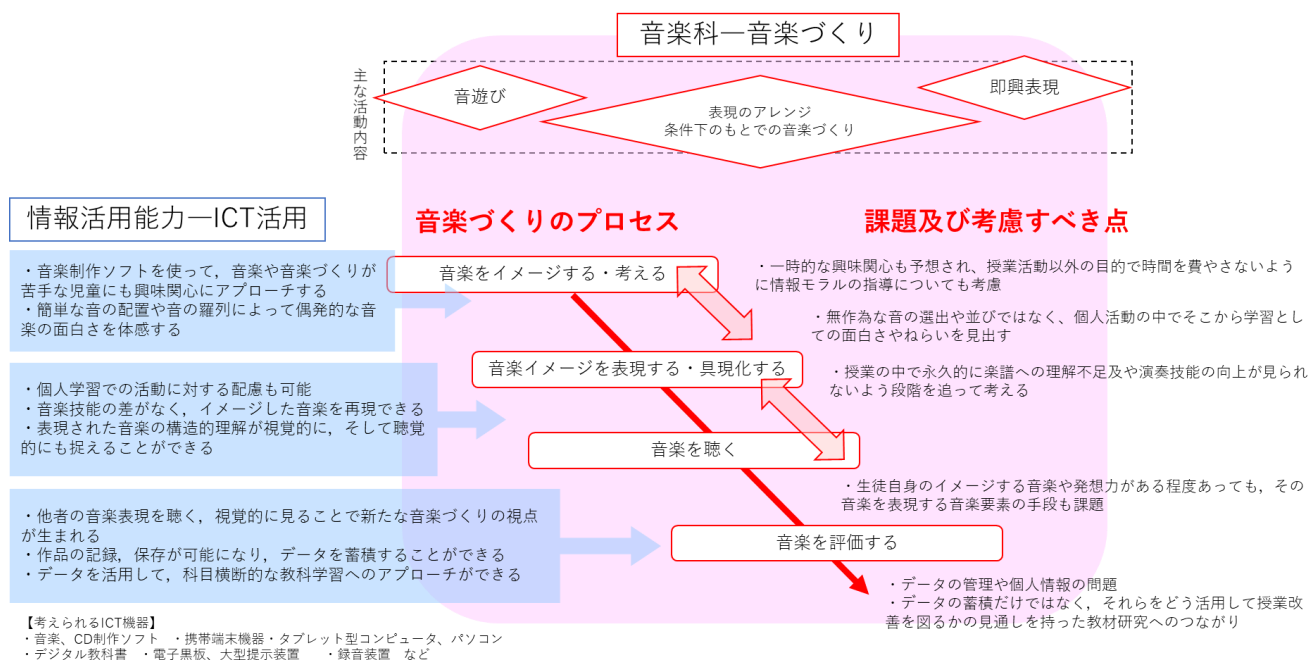 音楽科―音楽づくり
主な活動内容
音遊び
表現のアレンジ
条件下のもとでの音楽づくり
即興表現
情報活用能力―ICT活用
音楽づくりのプロセス
課題及び考慮すべき点
・音楽制作ソフトを使って，音楽や音楽づくりが
苦手な児童にも興味関心にアプローチする
・簡単な音の配置や音の羅列によって偶発的な音
楽の面白さを体感する
音楽をイメージする・考える
・一時的な興味関心も予想され、授業活動以外の目的で時間を費やさないよう
に情報モラルの指導についても考慮
・無作為な音の選出や並びではなく、個人活動の中でそこから学習とし
ての面白さやねらいを見出す
・個人学習での活動に対する配慮も可能
・音楽技能の差がなく，イメージした音楽を再現できる
・表現された音楽の構造的理解が視覚的に，そして聴覚
的にも捉えることができる
音楽イメージを表現する・具現化する
・授業の中で永久的に楽譜への理解不足及や演奏技能の向上が見られ
ないよう段階を追って考える
音楽を聴く
・生徒自身のイメージする音楽や発想力がある程度あっても，その
音楽を表現する音楽要素の手段も課題
・他者の音楽表現を聴く，視覚的に見ることで新たな音楽づくりの視点
が生まれる
・作品の記録，保存が可能になり，データを蓄積することができる
・データを活用して，科目横断的な教科学習へのアプローチができる
音楽を評価する
・データの管理や個人情報の問題
・データの蓄積だけではなく，それらをどう活用して授業改
善を図るかの見通しを持った教材研究へのつながり
【考えられるICT機器】
・音楽、CD制作ソフト　・携帯端末機器・タブレット型コンピュータ、パソコン
・デジタル教科書　・電子黒板、大型提示装置　　・録音装置　など